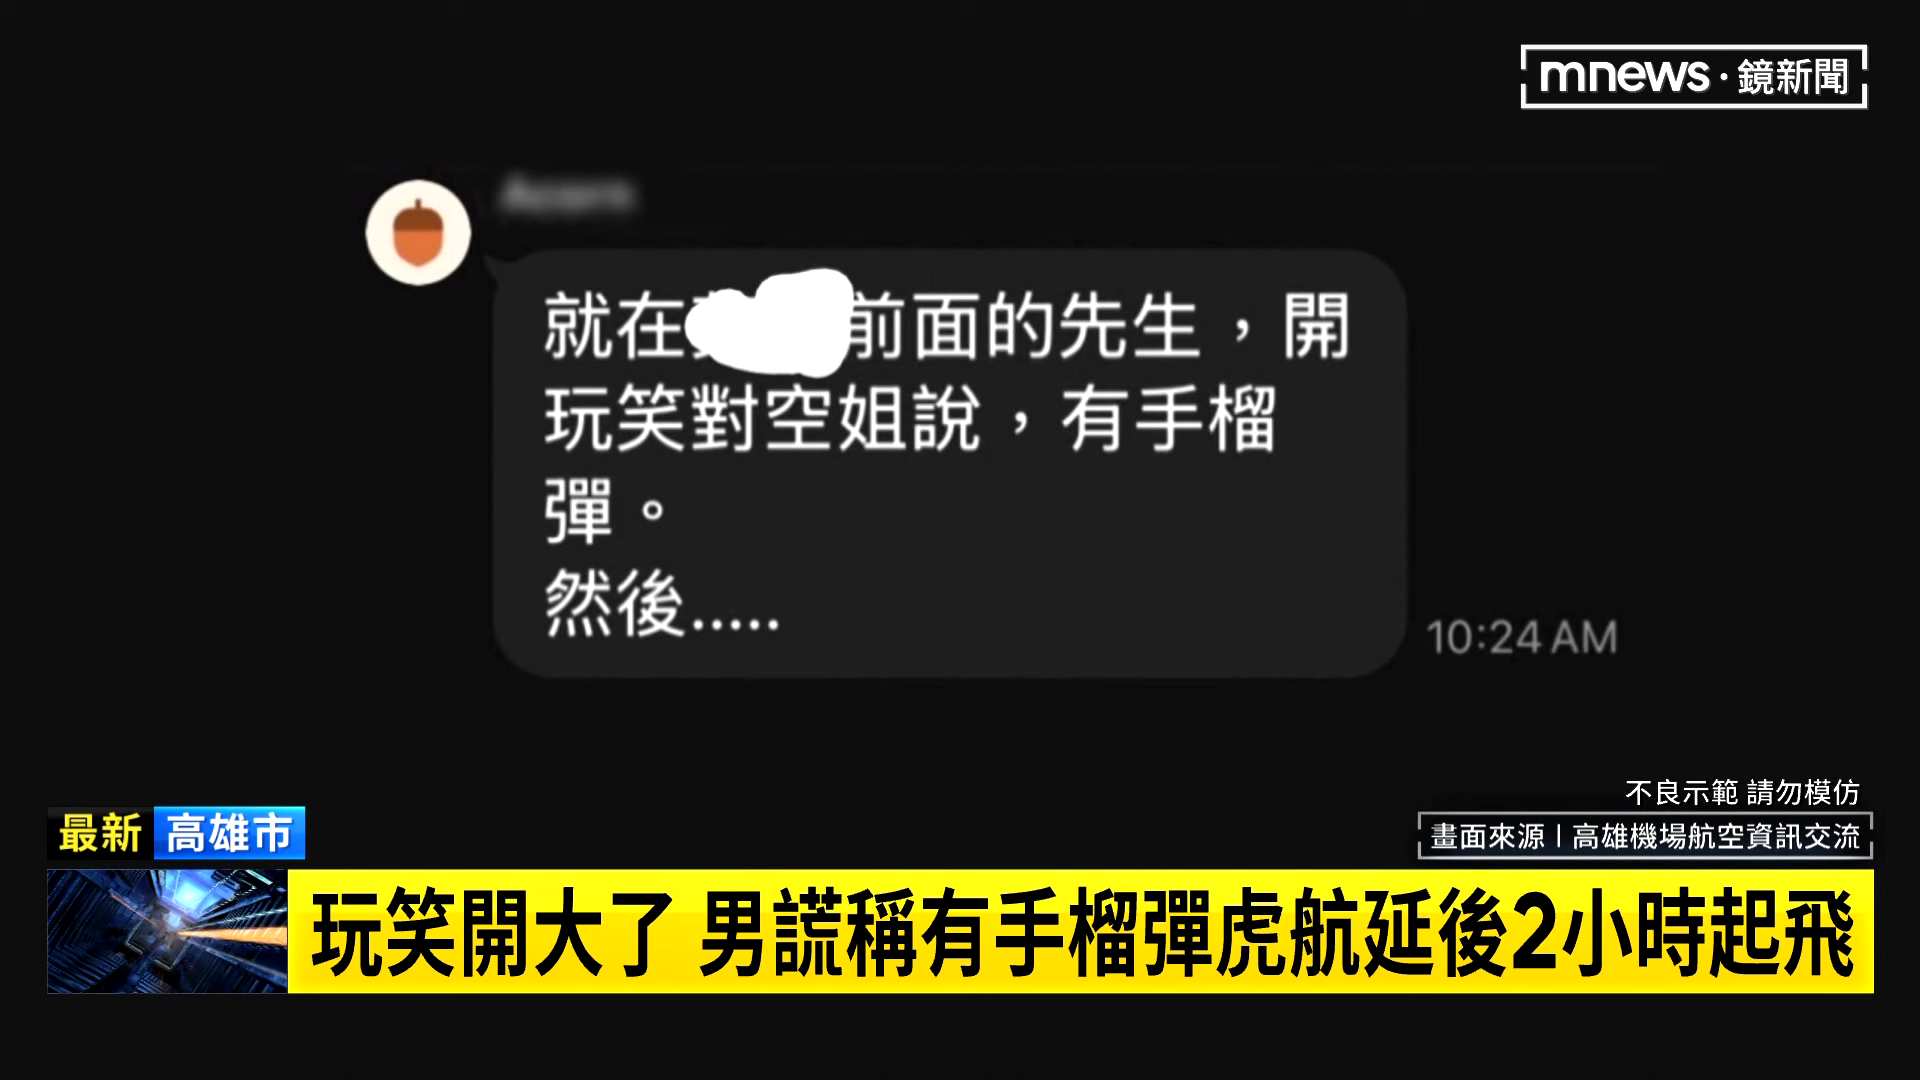 mnews·鏡新聞
就在
前面的先生，開
玩笑對空姐說，有手榴
彈。
然後.....
10:24 AM
不良示範 請勿模仿
畫面來源 | 高雄機場航空資訊交流
最新 高雄市
玩笑開大了 男謊稱有手榴彈虎航延後2小時起飛